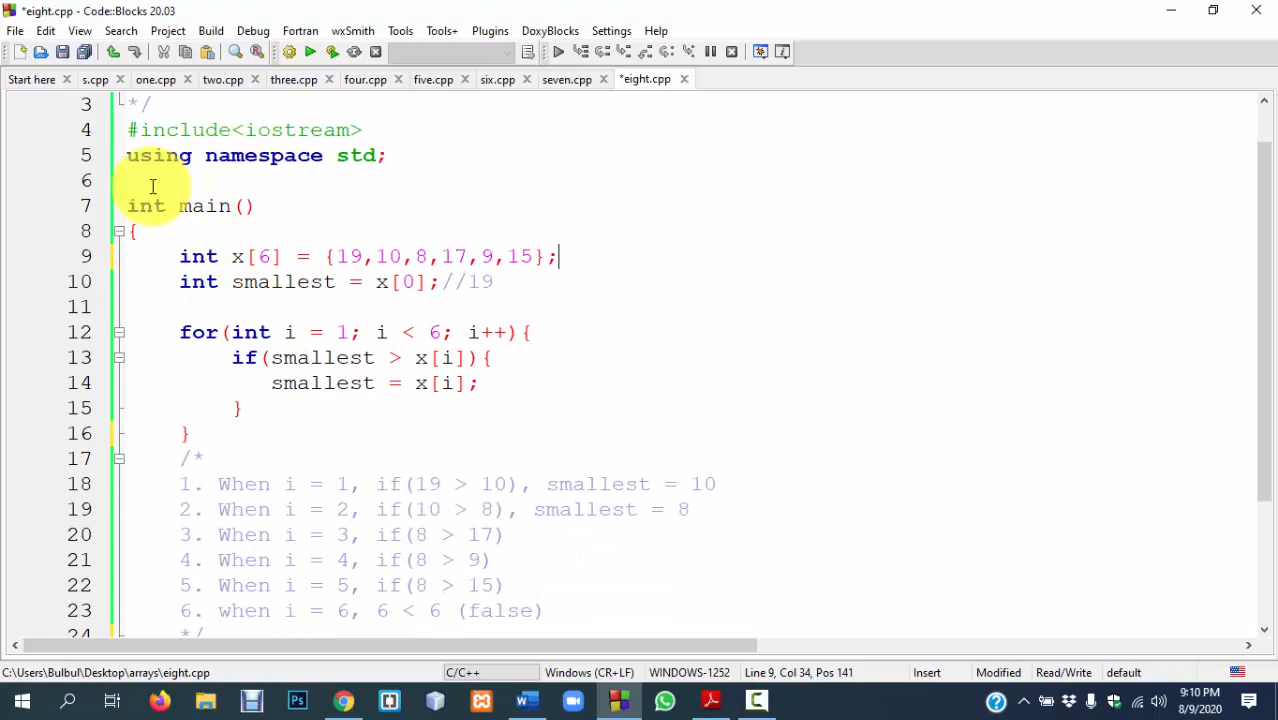 *eight.cpp - Code::Blocks 20.03
File Edit View Search Project Build Debug Fortran wxSmith Tools Tools+ Plugins DoxyBlocks Settings Help
Start here s.cpp one.cpp two.cpp three.cpp four.cpp five.cpp six.cpp seven.cpp *eight.cpp
3 */
4 #include<iostream>
5 using namespace std;
6
7 int main()
8 {
9 int x[6] = {19,10,8,17,9,15};
10 int smallest = x[0];//19
11
12 for(int i = 1; i < 6; i++){
13 if(smallest > x[i]){
14 smallest = x[i];
15 }
16 }
17 /*
18 1. When i = 1, if(19 > 10), smallest = 10
19 2. When i = 2, if(10 > 8), smallest = 8
20 3. When i = 3, if(8 > 17)
21 4. When i = 4, if(8 > 9)
22 5. When i = 5, if(8 > 15)
23 6. when i = 6, 6 < 6 (false)
24 */
C:\Users\Bulbul\Desktop\arrays\eight.cpp C/C++ Windows (CR+LF) WINDOWS-1252 Line 9, Col 34, Pos 141 Insert Modified Read/Write default
9:10 PM
8/9/2020